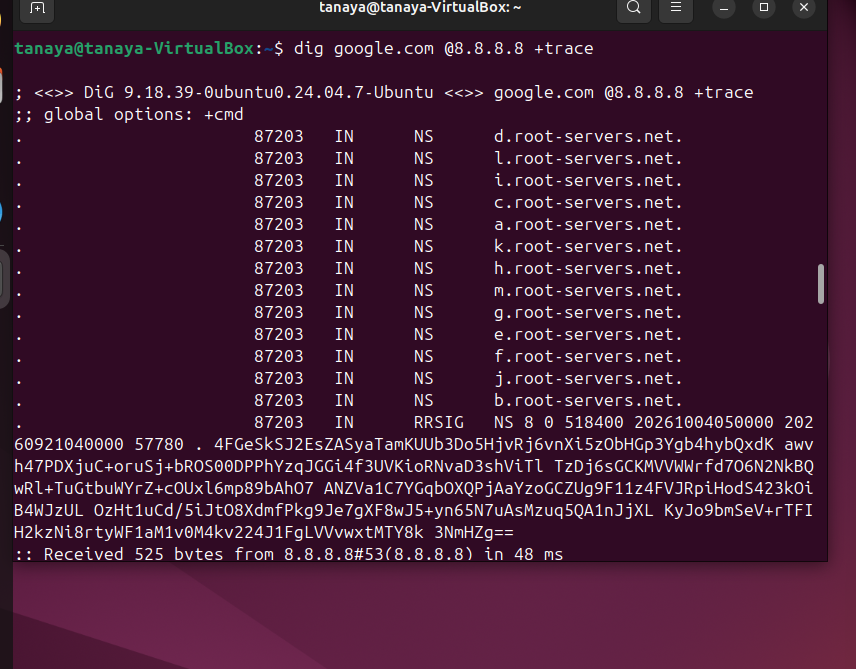 tanaya@tanaya-VirtualBox: ~
tanaya@tanaya-VirtualBox:~$ dig google.com @8.8.8.8 +trace
; <<>> DiG 9.18.39-0ubuntu0.24.04.7-Ubuntu <<>> google.com @8.8.8.8 +trace
;; global options: +cmd
. 87203 IN NS d.root-servers.net.
. 87203 IN NS l.root-servers.net.
. 87203 IN NS i.root-servers.net.
. 87203 IN NS c.root-servers.net.
. 87203 IN NS a.root-servers.net.
. 87203 IN NS k.root-servers.net.
. 87203 IN NS h.root-servers.net.
. 87203 IN NS m.root-servers.net.
. 87203 IN NS g.root-servers.net.
. 87203 IN NS e.root-servers.net.
. 87203 IN NS f.root-servers.net.
. 87203 IN NS j.root-servers.net.
. 87203 IN NS b.root-servers.net.
. 87203 IN RRSIG NS 8 0 518400 20261004050000 202
60921040000 57780 . 4FGeSkSJ2EsZASyaTamKUUb3Do5HjvRj6vnXi5zObHGp3Ygb4hybQxdK awv
h47PDXjuC+oruSj+bROS00DPPhYzqJGGi4f3UVKioRNvaD3shViTl TzDj6sGCKMVVWWrfd7O6N2NkBQ
wRl+TuGtbuWYrZ+cOUxl6mp89bAhO7 ANZVa1C7YGqbOXQPjAaYzoGCZUg9F11z4FVJRpiHodS423kOi
B4WJzUL OzHt1uCd/5iJtO8XdmfPkg9Je7gXF8wJ5+yn65N7uAsMzuq5QA1nJjXL KyJo9bmSeV+rTFI
H2kzNi8rtyWF1aM1v0M4kv224J1FgLVVvwxtMTY8k 3NmHZg==
;; Received 525 bytes from 8.8.8.8#53(8.8.8.8) in 48 ms